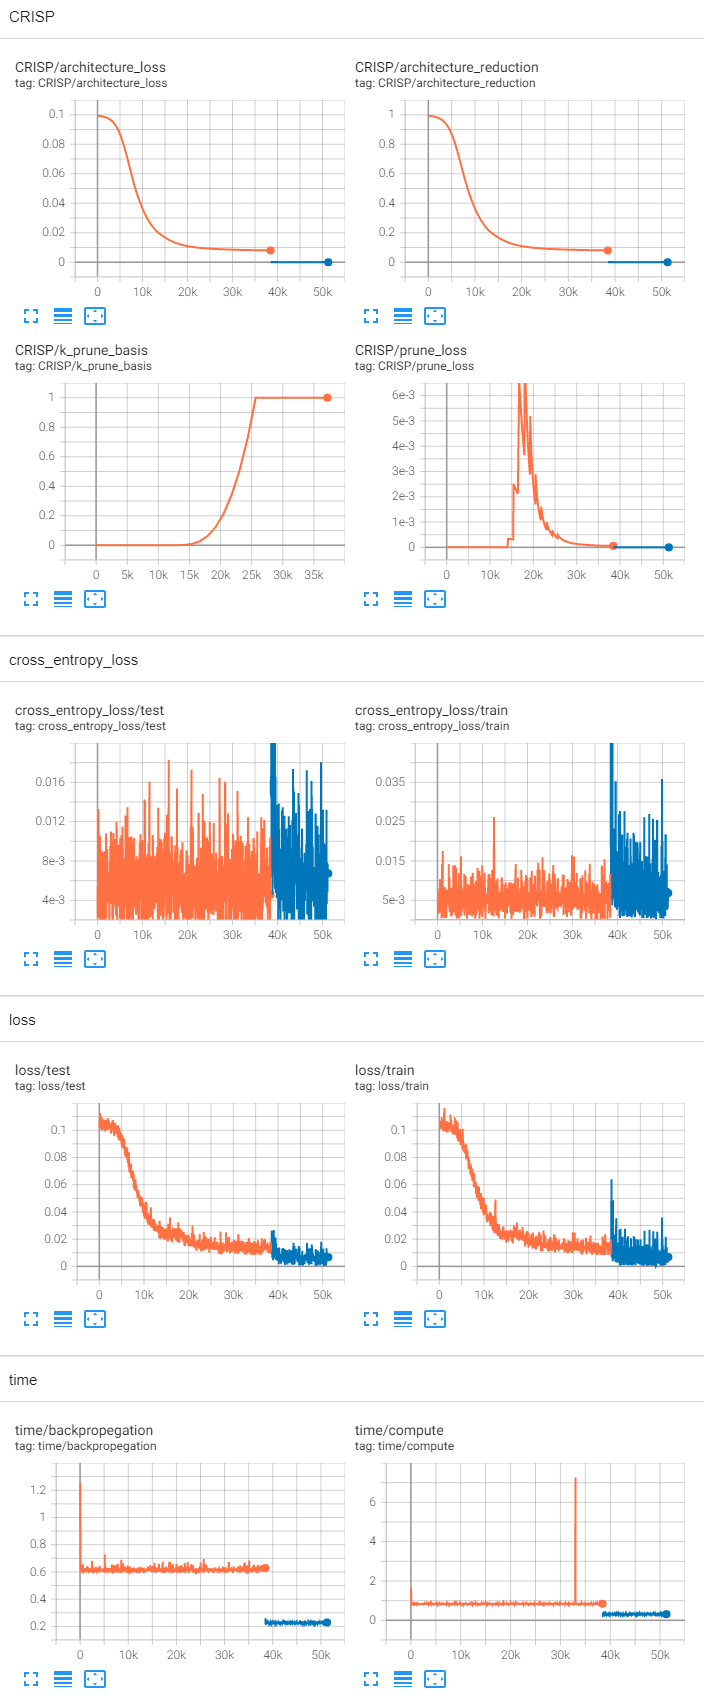 CRISP
CRISP/architecture_loss
tag: CRISP/architecture_loss
0.1
0.08
0.06
0.04
0.02
0
0 10k 20k 30k 40k 50k
CRISP/architecture_reduction
tag: CRISP/architecture_reduction
1
0.8
0.6
0.4
0.2
0
0 10k 20k 30k 40k 50k
CRISP/k_prune_basis
tag: CRISP/k_prune_basis
1
0.8
0.6
0.4
0.2
0
0 5k 10k 15k 20k 25k 30k 35k
CRISP/prune_loss
tag: CRISP/prune_loss
6e-3
5e-3
4e-3
3e-3
2e-3
1e-3
0
0 10k 20k 30k 40k 50k
cross_entropy_loss
cross_entropy_loss/test
tag: cross_entropy_loss/test
0.016
0.012
8e-3
4e-3
0 10k 20k 30k 40k 50k
cross_entropy_loss/train
tag: cross_entropy_loss/train
0.035
0.025
0.015
5e-3
0 10k 20k 30k 40k 50k
loss
loss/test
tag: loss/test
0.1
0.08
0.06
0.04
0.02
0
0 10k 20k 30k 40k 50k
loss/train
tag: loss/train
0.1
0.08
0.06
0.04
0.02
0
0 10k 20k 30k 40k 50k
time
time/backpropegation
tag: time/backpropegation
1.2
1
0.8
0.6
0.4
0.2
0 10k 20k 30k 40k 50k
time/compute
tag: time/compute
6
4
2
0
0 10k 20k 30k 40k 50k